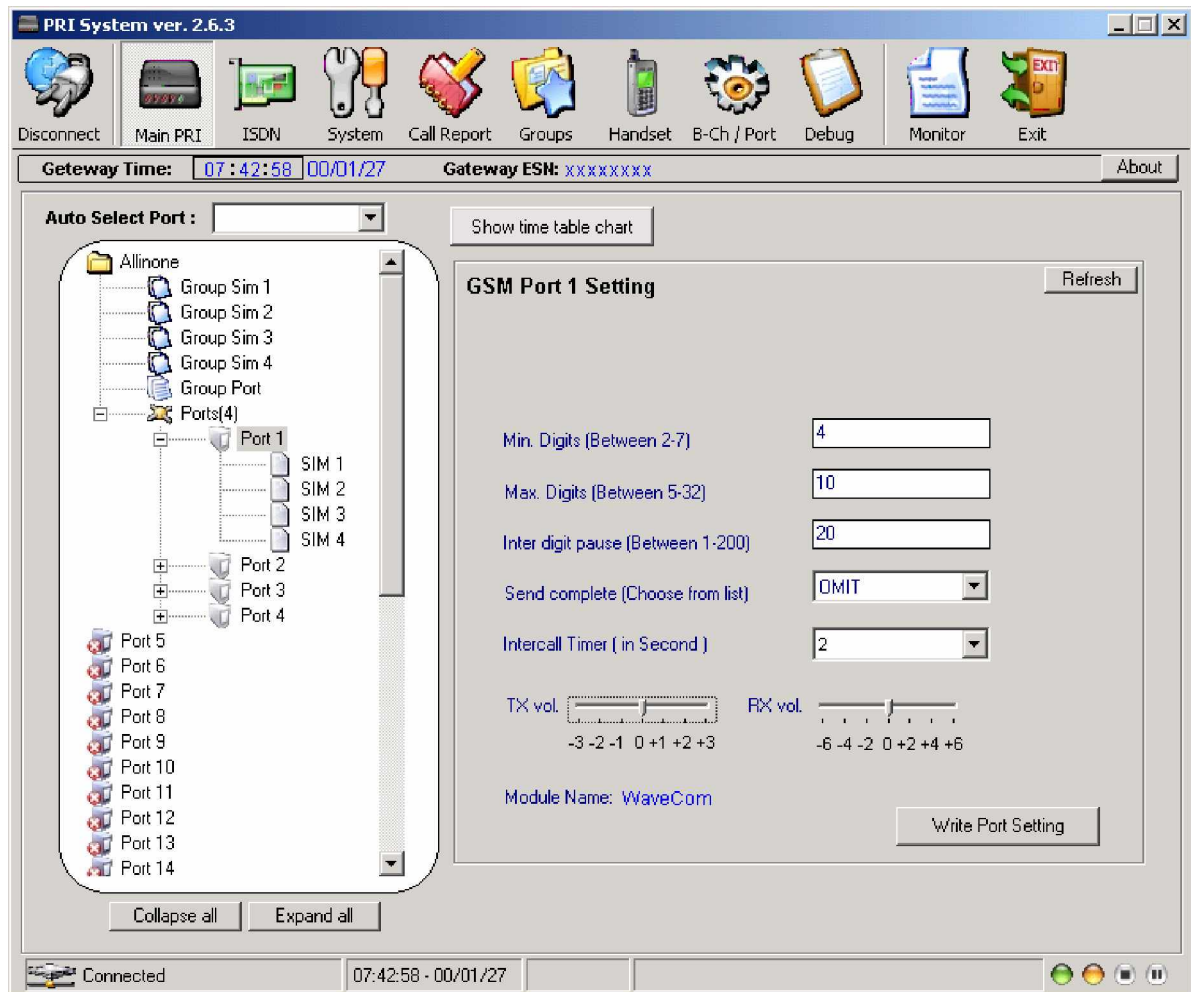 PRI System ver. 2.6.3
Disconnect Main PRI ISDN System Call Report Groups Handset B-Ch / Port Debug Monitor Exit
EXIT
Geteway Time: 07:42:58 00/01/27 Gateway ESN: xxxxxxxx About
Auto Select Port :
Show time table chart
Allinone
Group Sim 1
Group Sim 2
Group Sim 3
Group Sim 4
Group Port
Ports(4)
Port 1
SIM 1
SIM 2
SIM 3
SIM 4
Port 2
Port 3
Port 4
Port 5
Port 6
Port 7
Port 8
Port 9
Port 10
Port 11
Port 12
Port 13
Port 14
Collapse all Expand all
GSM Port 1 Setting Refresh
Min. Digits (Between 2-7) 4
Max. Digits (Between 5-32) 10
Inter digit pause (Between 1-200) 20
Send complete (Choose from list) OMIT
Intercall Timer ( in Second ) 2
TX vol. RX vol.
-3 -2 -1 0 +1 +2 +3 -6 -4 -2 0 +2 +4 +6
Module Name: WaveCom
Write Port Setting
Connected 07:42:58 - 00/01/27